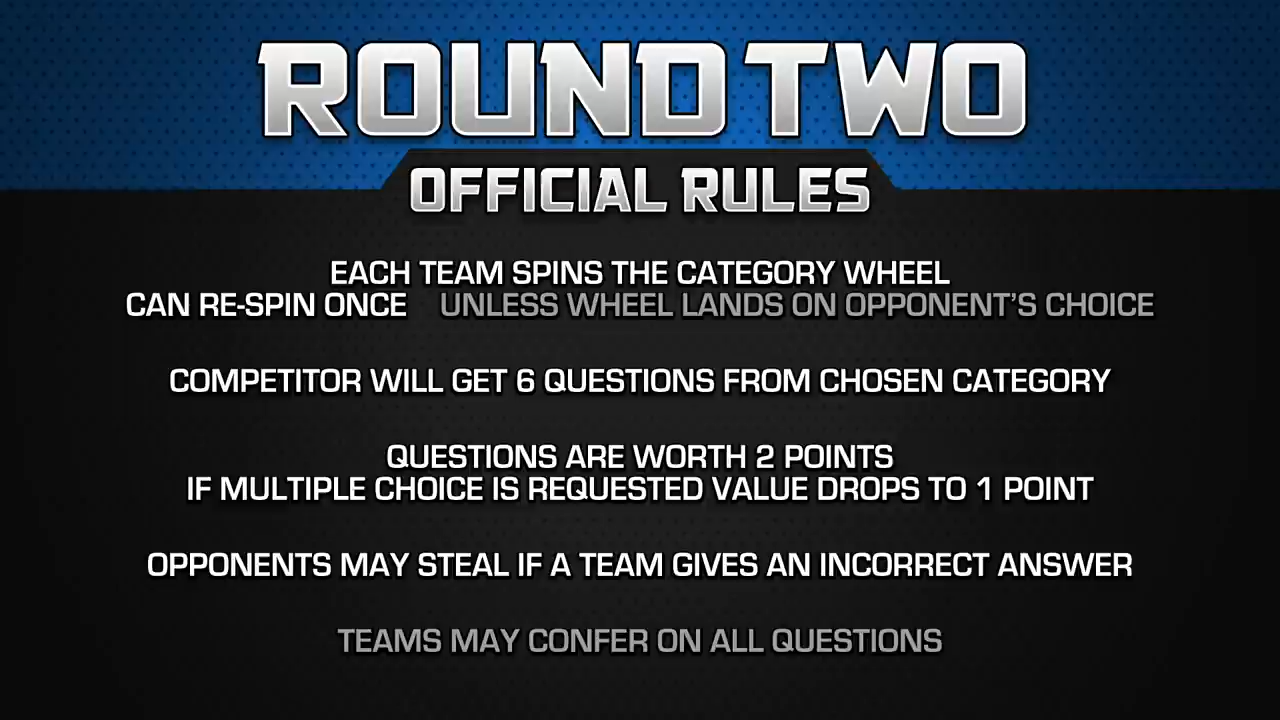 ROUND TWO
OFFICIAL RULES
EACH TEAM SPINS THE CATEGORY WHEEL
CAN RE-SPIN ONCE UNLESS WHEEL LANDS ON OPPONENT'S CHOICE
COMPETITOR WILL GET 6 QUESTIONS FROM CHOSEN CATEGORY
QUESTIONS ARE WORTH 2 POINTS
IF MULTIPLE CHOICE IS REQUESTED VALUE DROPS TO 1 POINT
OPPONENTS MAY STEAL IF A TEAM GIVES AN INCORRECT ANSWER
TEAMS MAY CONFER ON ALL QUESTIONS